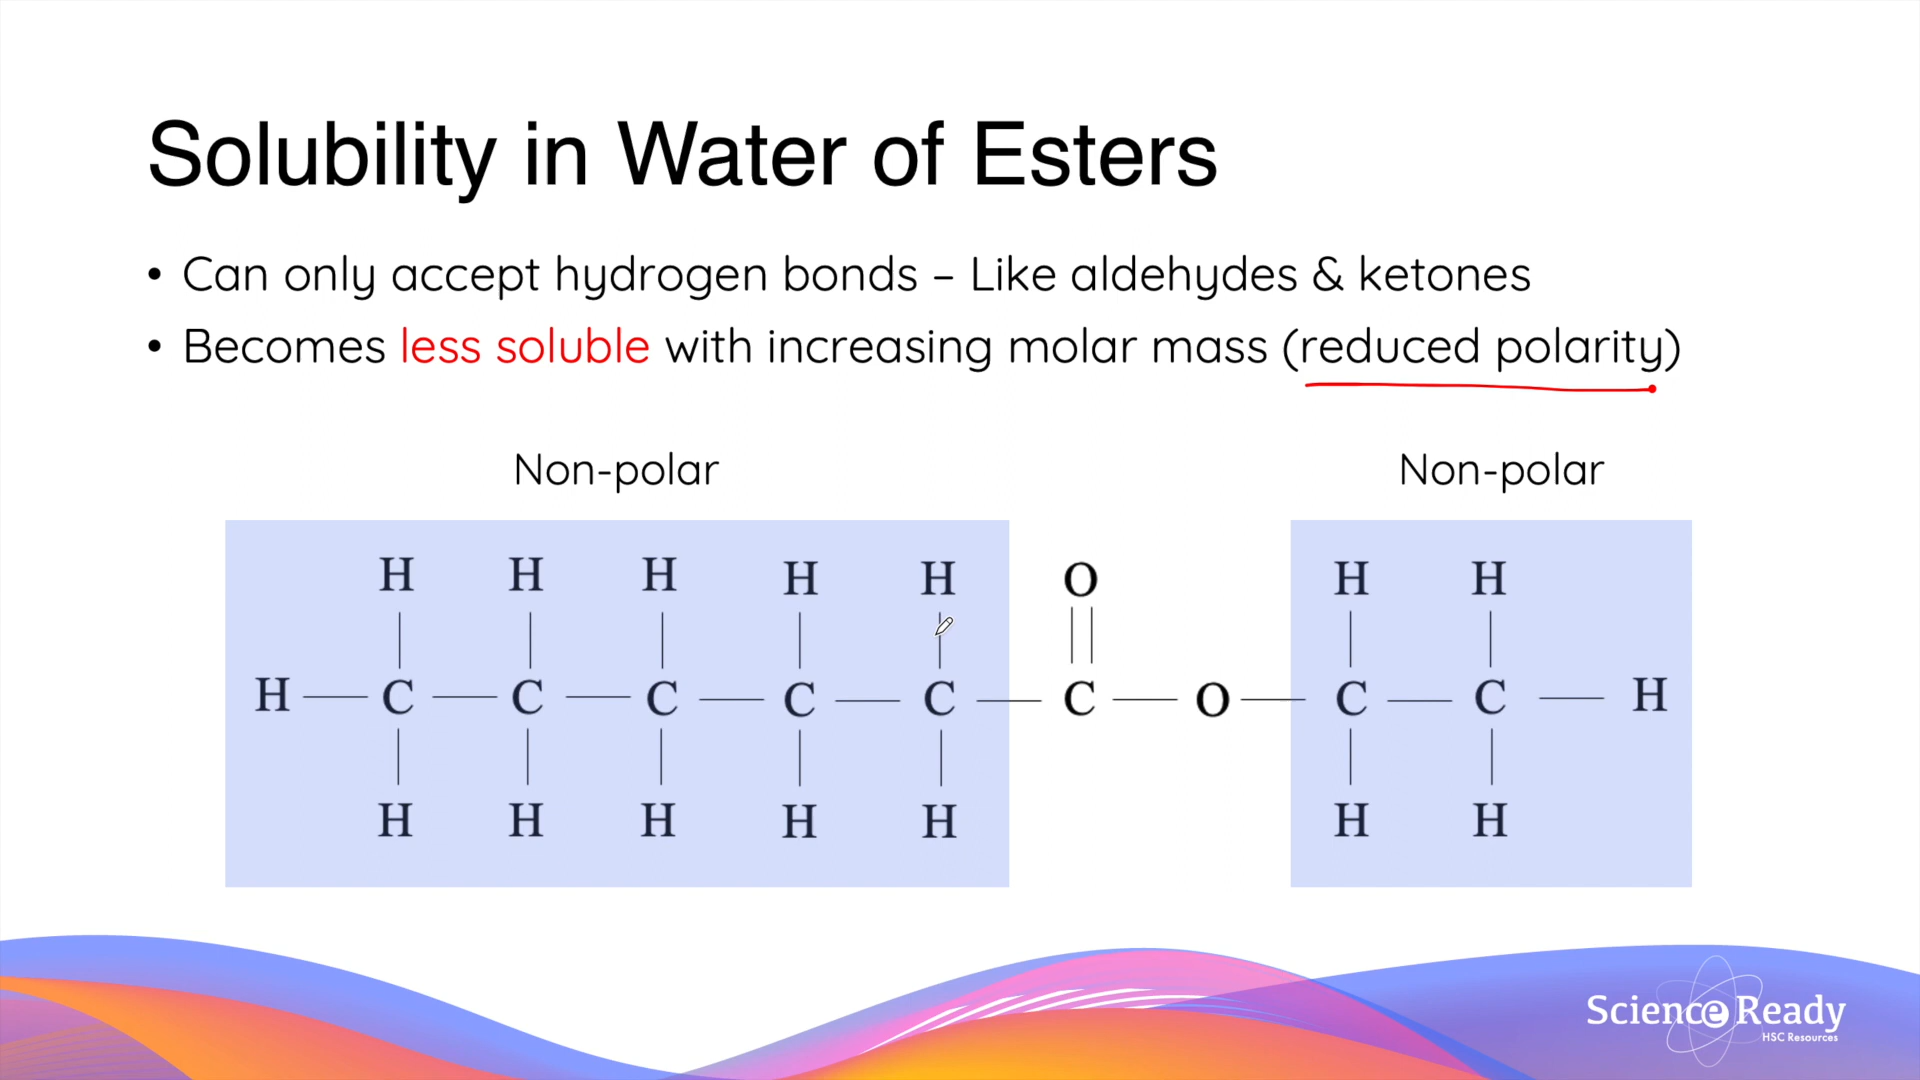 Solubility in Water of Esters
• Can only accept hydrogen bonds – Like aldehydes & ketones
• Becomes less soluble with increasing molar mass (reduced polarity)
Non-polar Non-polar
H H H H H O H H
H C C C C C C O C C H
H H H H H H H
Science Ready
HSC Resources